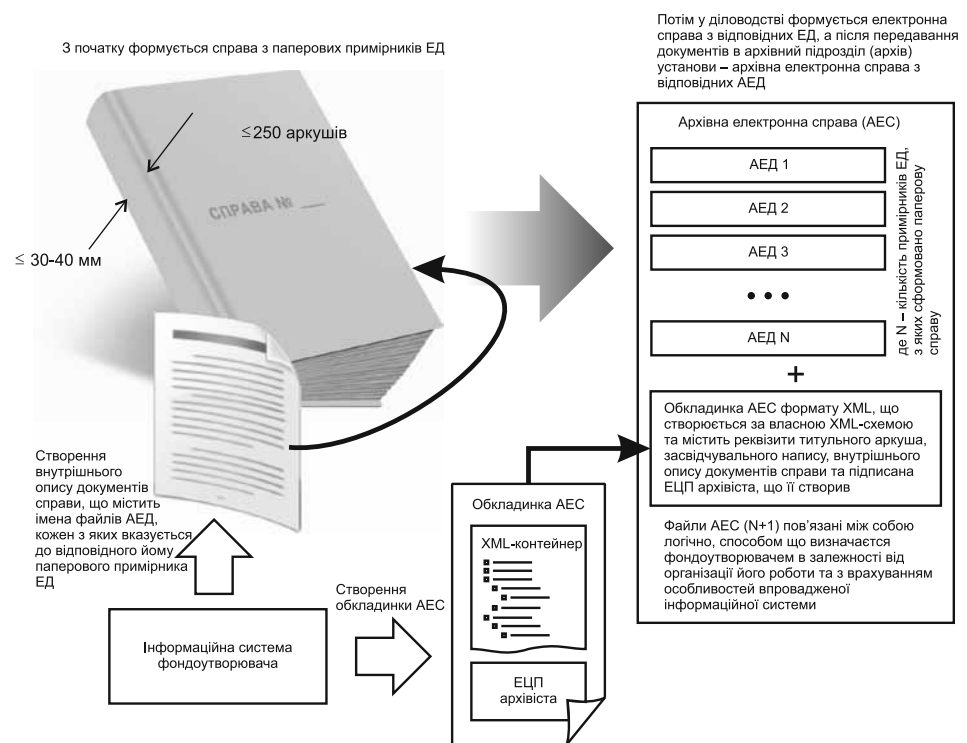 З початку формується справа з паперових примірників ЕД
≤ 250 аркушів
СПРАВА № __
≤ 30-40 мм
Створення
внутрішнього
опису документів
справи, що містить
імена файлів АЕД,
кожен з яких вказується
до відповідного йому
паперового примірника
ЕД
Інформаційна система
фондоутворювача
Створення
обкладинки АЕС
Обкладинка АЕС
XML-контейнер
ЕЦП
архівіста
Потім у діловодстві формується електронна
справа з відповідних ЕД, а після передавання
документів в архівний підрозділ (архів)
установи – архівна електронна справа з
відповідних АЕД
Архівна електронна справа (АЕС)
АЕД 1
АЕД 2
АЕД 3
• • •
АЕД N
де N – кількість примірників ЕД,
з яких сформовано паперову
справу
+
Обкладинка АЕС формату XML, що
створюється за власною XML-схемою
та містить реквізити титульного аркуша,
засвідчувального напису, внутрішнього
опису документів справи та підписана
ЕЦП архівіста, що її створив
Файли АЕС (N+1) пов’язані між собою
логічно, способом що визначаєтся
фондоутворювачем в залежності від
організації його роботи та з врахуванням
особливостей впровадженої
інформаційної системи